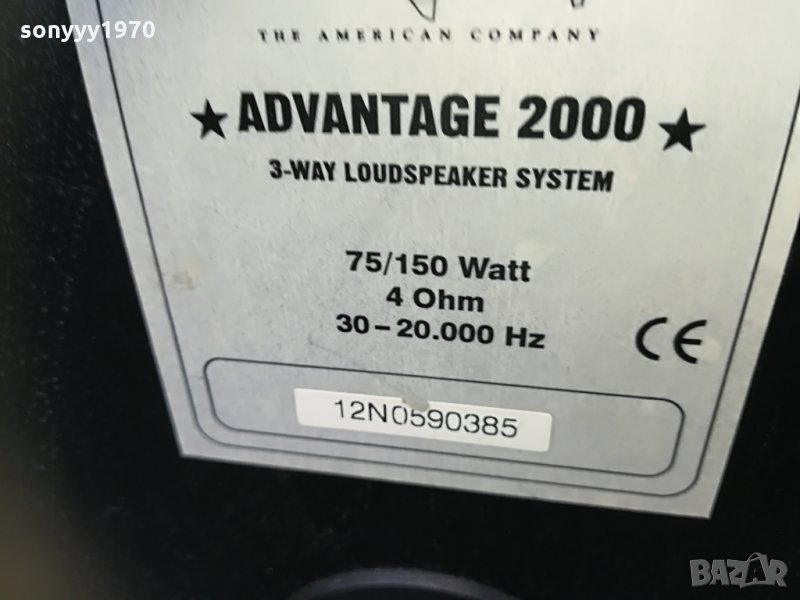 sonyyy1970
THE AMERICAN COMPANY
★ ADVANTAGE 2000 ★
3-WAY LOUDSPEAKER SYSTEM
75/150 Watt
4 Ohm
30–20.000 Hz
CE
12N0590385
BAZAR